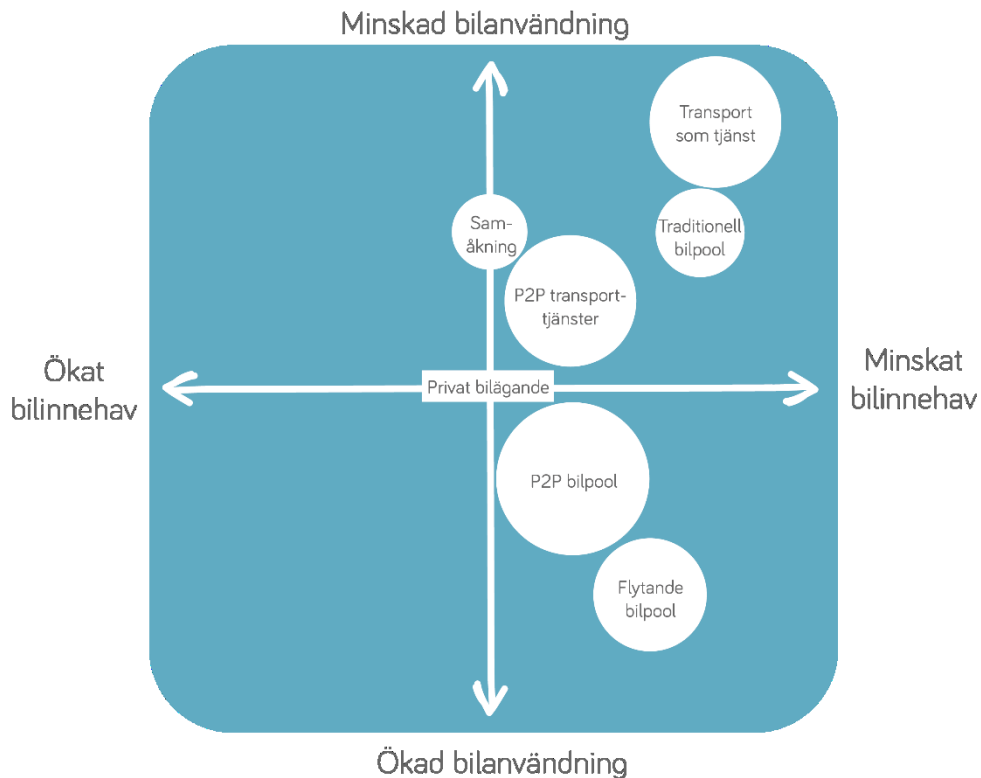 Minskad bilanvändning
Transport
som tjänst
Sam-
åkning
Traditionell
bilpool
P2P transport-
tjänster
Ökat
bilinnehav
Privat bilägande
Minskat
bilinnehav
P2P bilpool
Flytande
bilpool
Ökad bilanvändning